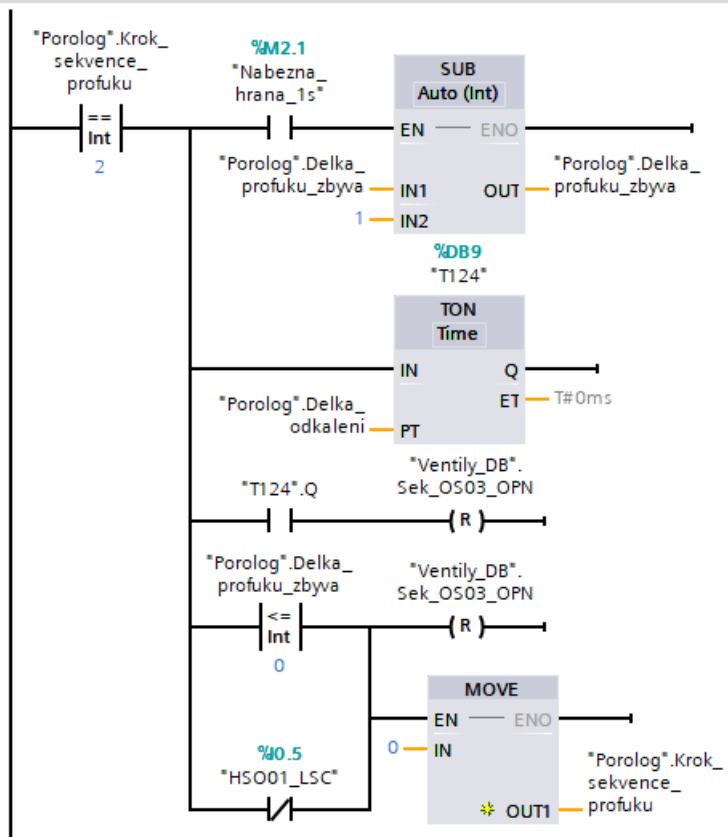 "Porolog".Krok_
sekvence_
profuku
==
Int
2
%M2.1
"Nabezna_
hrana_1s"
SUB
Auto (Int)
EN
ENO
"Porolog".Delka_
profuku_zbyva
IN1
1
IN2
OUT
"Porolog".Delka_
profuku_zbyva
%DB9
"T124"
TON
Time
IN
Q
"Porolog".Delka_
odkaleni
PT
ET
T#0ms
"T124".Q
"Ventily_DB".
Sek_OS03_OPN
R
"Porolog".Delka_
profuku_zbyva
<=
Int
0
"Ventily_DB".
Sek_OS03_OPN
R
%I0.5
"HSO01_LSC"
MOVE
EN
ENO
0
IN
OUT1
"Porolog".Krok_
sekvence_
profuku